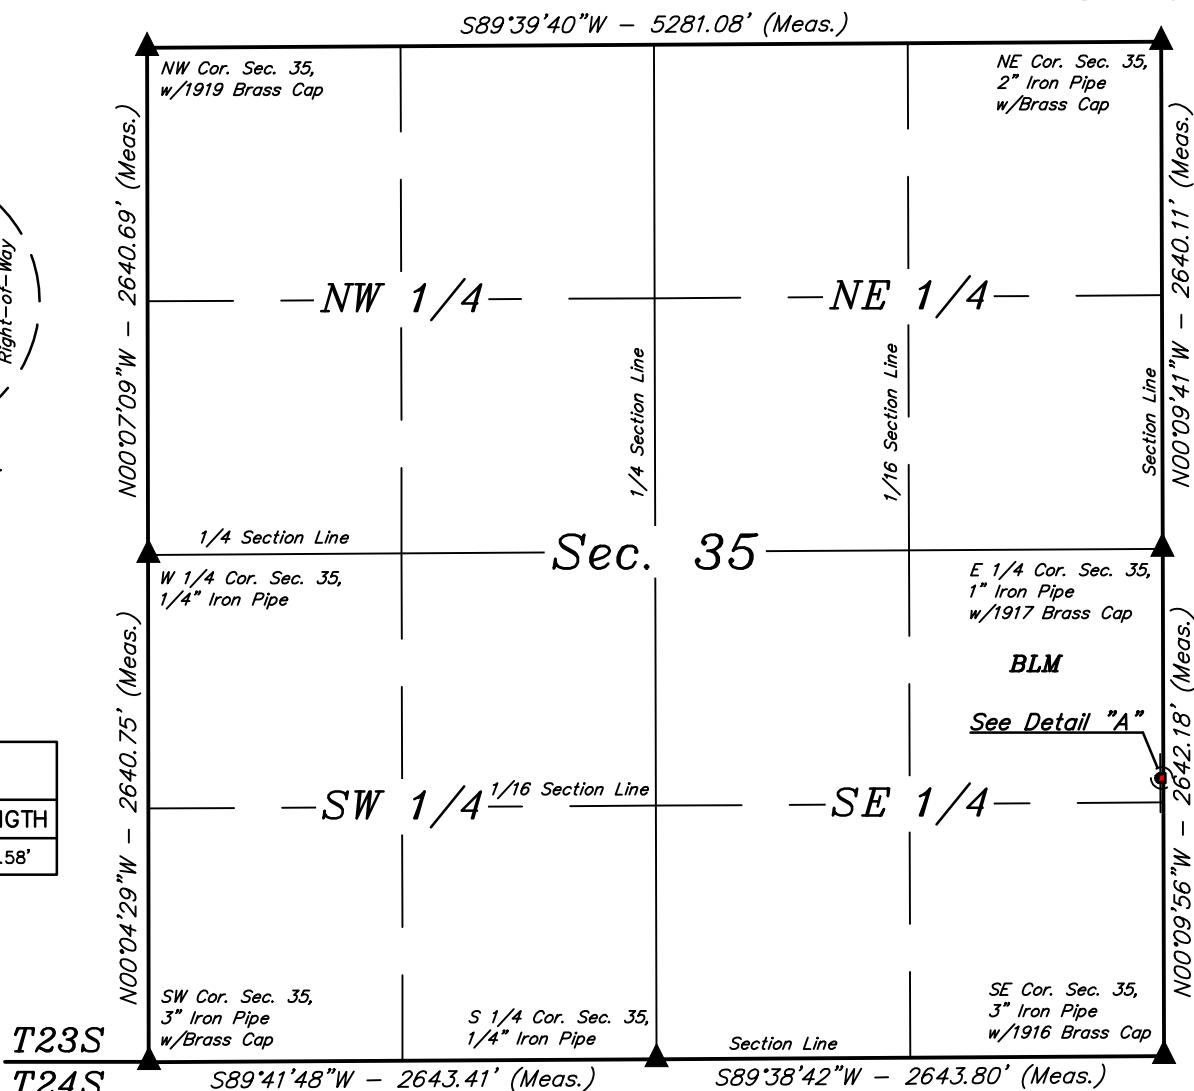 S89°39'40"W - 5281.08' (Meas.)
NW Cor. Sec. 35,
w/1919 Brass Cap
NE Cor. Sec. 35,
2" Iron Pipe
w/Brass Cap
N00°07'09"W - 2640.69' (Meas.)
N00°09'41"W - 2640.11' (Meas.)
Right-of-Way
NW 1/4
NE 1/4
1/4 Section Line
1/16 Section Line
Section Line
1/4 Section Line
Sec. 35
W 1/4 Cor. Sec. 35,
1/4" Iron Pipe
E 1/4 Cor. Sec. 35,
1" Iron Pipe
w/1917 Brass Cap
BLM
See Detail "A"
N00°04'29"W - 2640.75' (Meas.)
N00°09'56"W - 2642.18' (Meas.)
1/16 Section Line
SW 1/4
SE 1/4
.58'
SW Cor. Sec. 35,
3" Iron Pipe
w/Brass Cap
S 1/4 Cor. Sec. 35,
1/4" Iron Pipe
SE Cor. Sec. 35,
3" Iron Pipe
w/1916 Brass Cap
Section Line
T23S
T24S
S89°41'48"W - 2643.41' (Meas.)
S89°38'42"W - 2643.80' (Meas.)